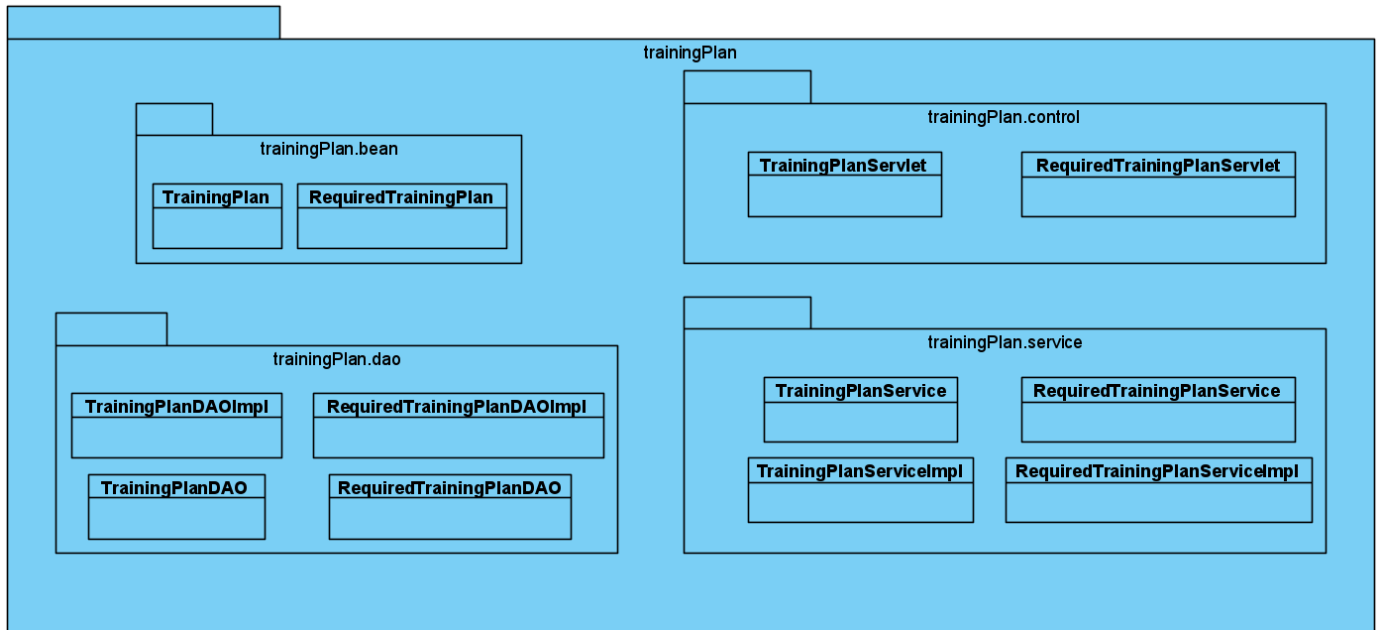 trainingPlan
trainingPlan.bean
TrainingPlan
RequiredTrainingPlan
trainingPlan.control
TrainingPlanServlet
RequiredTrainingPlanServlet
trainingPlan.dao
TrainingPlanDAOImpl
RequiredTrainingPlanDAOImpl
TrainingPlanDAO
RequiredTrainingPlanDAO
trainingPlan.service
TrainingPlanService
RequiredTrainingPlanService
TrainingPlanServiceImpl
RequiredTrainingPlanServiceImpl